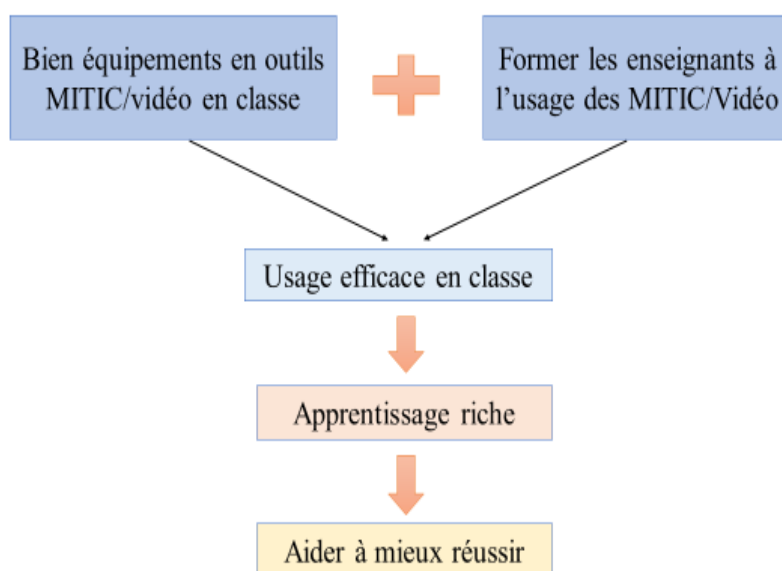 Bien équipements en outils
MITIC/vidéo en classe
Former les enseignants à
l'usage des MITIC/Vidéo
Usage efficace en classe
Apprentissage riche
Aider à mieux réussir